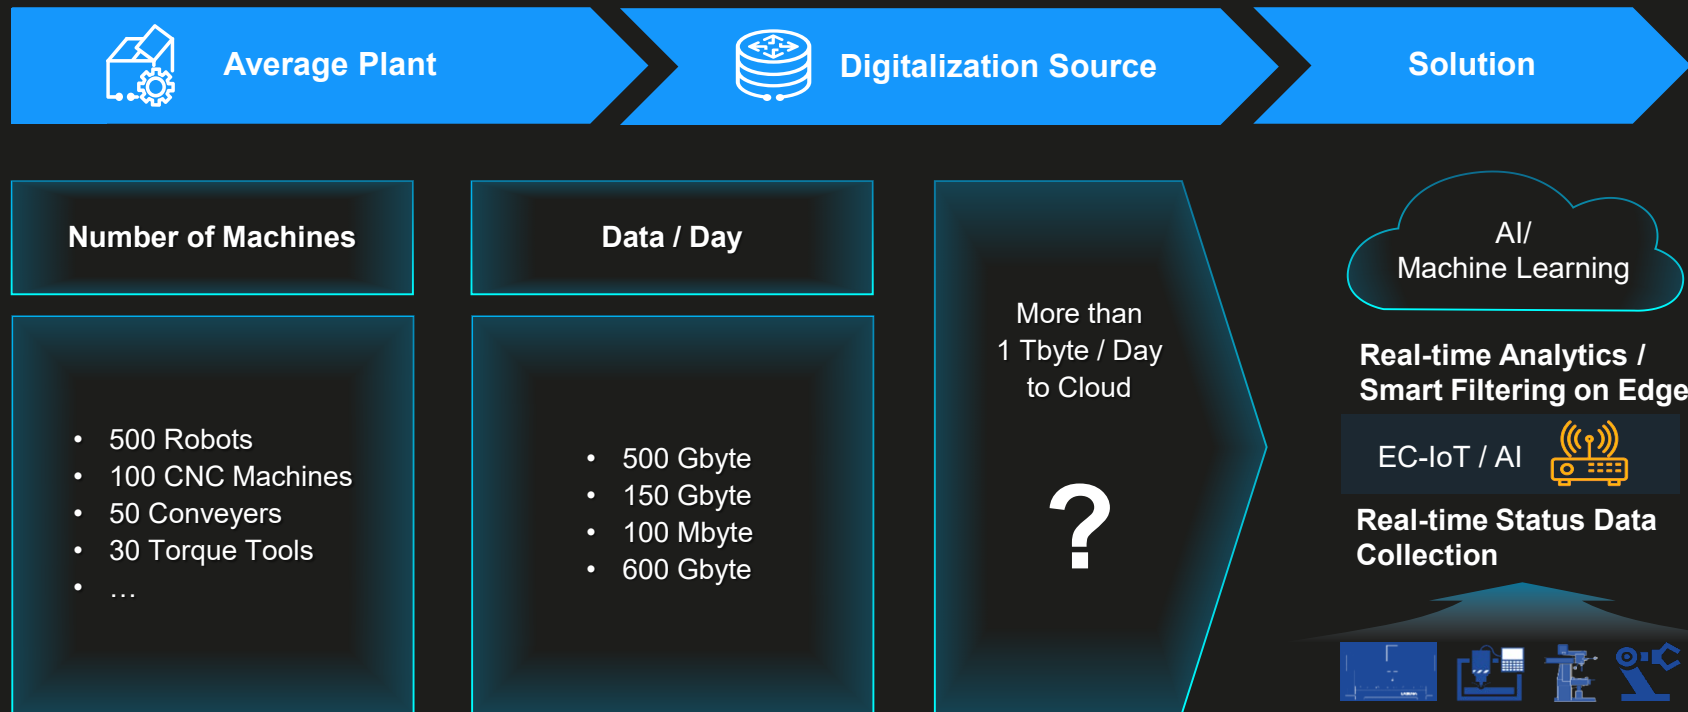 Average Plant
Digitalization Source
Solution
Number of Machines
Data / Day
• 500 Robots
• 100 CNC Machines
• 50 Conveyers
• 30 Torque Tools
• …
• 500 Gbyte
• 150 Gbyte
• 100 Mbyte
• 600 Gbyte
More than
1 Tbyte / Day
to Cloud
?
AI/
Machine Learning
Real-time Analytics /
Smart Filtering on Edge
EC-IoT / AI
Real-time Status Data
Collection